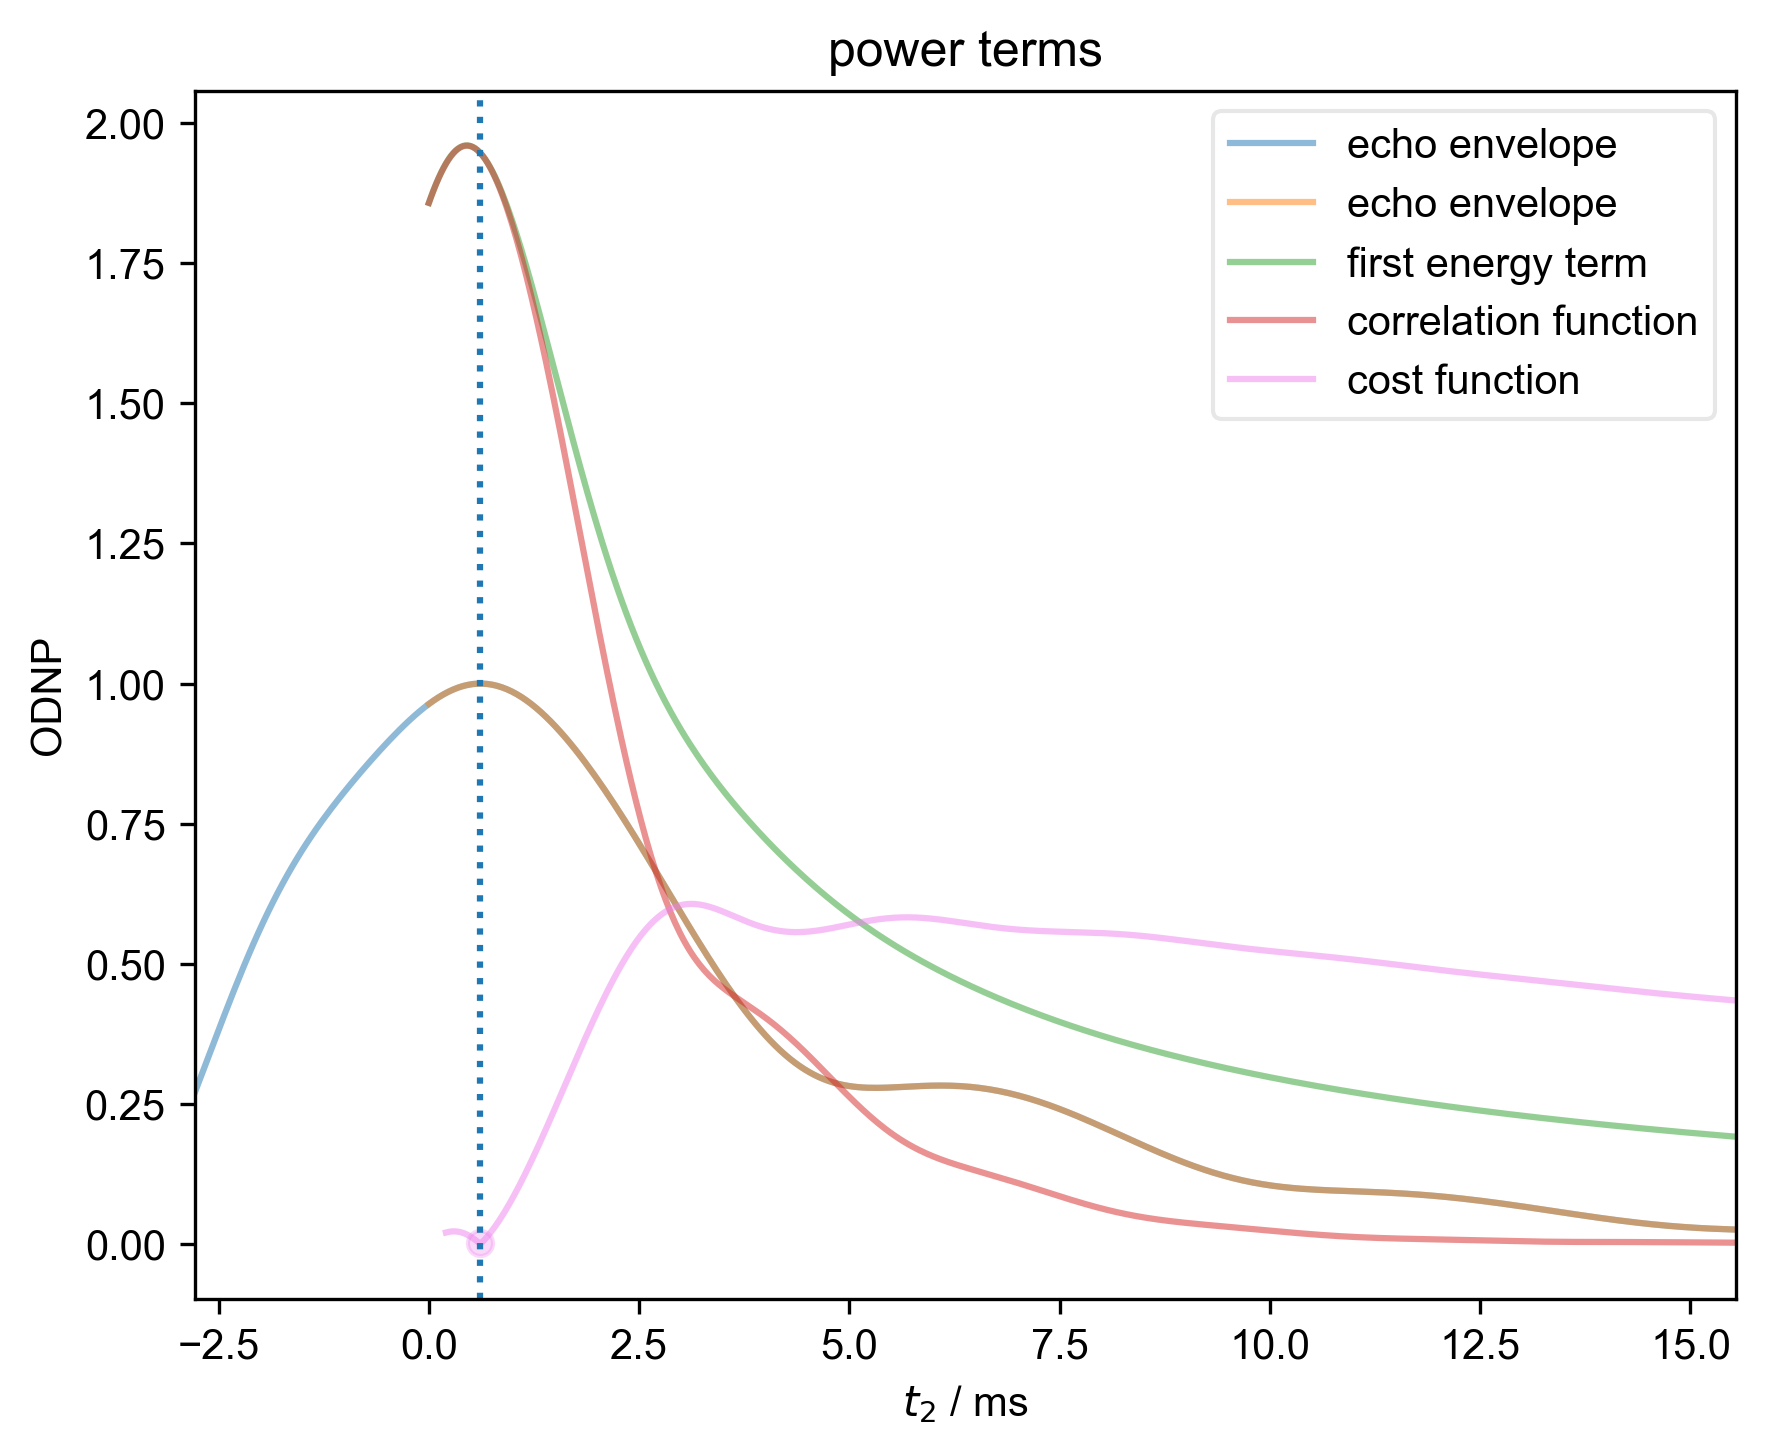 power terms
2.00
1.75
1.50
1.25
1.00
0.75
0.50
0.25
0.00
ODNP
echo envelope
echo envelope
first energy term
correlation function
cost function
−2.5 0.0 2.5 5.0 7.5 10.0 12.5 15.0
t₂ / ms